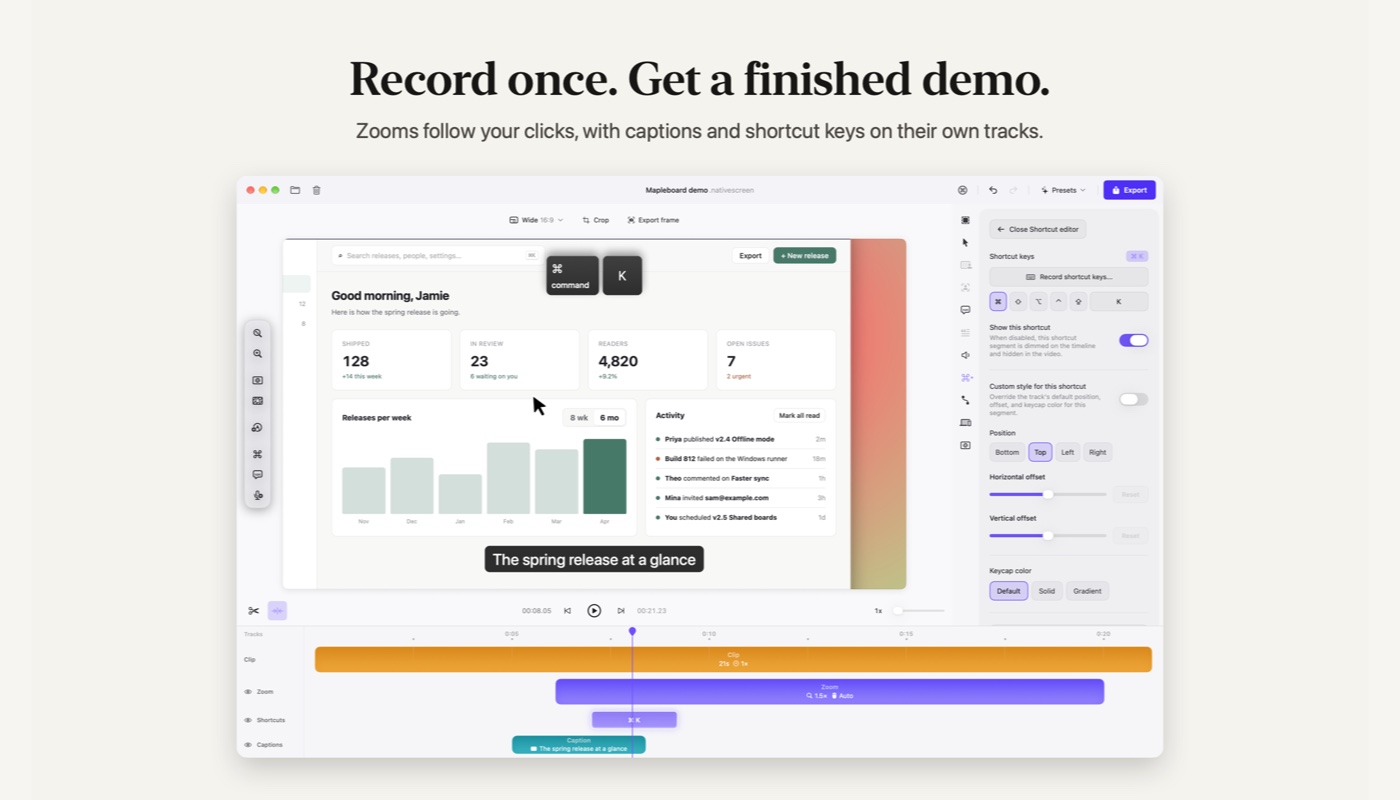 Record once. Get a finished demo.
Zooms follow your clicks, with captions and shortcut keys on their own tracks.
Mapleboard demo .nativescreen
Presets
Export
Wide 16:9
Crop
Export frame
Search releases, people, settings...
⌘K
⌘
command
K
Export
+ New release
Good morning, Jamie
Here is how the spring release is going.
12
8
SHIPPED
128
+14 this week
IN REVIEW
23
6 waiting on you
READERS
4,820
+9.2%
OPEN ISSUES
7
2 urgent
Releases per week
8 wk
6 mo
Nov
Dec
Jan
Feb
Mar
Apr
Activity
Mark all read
Priya published v2.4 Offline mode 2m
Build 812 failed on the Windows runner 18m
Theo commented on Faster sync 1h
Mina invited sam@example.com 3h
You scheduled v2.5 Shared boards 1d
The spring release at a glance
Close Shortcut editor
Shortcut keys
⌘ K
Record shortcut keys...
K
Show this shortcut
When disabled, this shortcut
segment is dimmed on the timeline
and hidden in the video.
Custom style for this shortcut
Override the track's default position,
offset, and keycap color for this
segment.
Position
Bottom
Top
Left
Right
Horizontal offset
Reset
Vertical offset
Reset
Keycap color
Default
Solid
Gradient
00:08.05
00:21.23
1x
Tracks
0:05
0:10
0:15
0:20
Clip
Clip
21s 1x
Zoom
Zoom
1.5× Auto
Shortcuts
⌘ K
Captions
Caption
The spring release at a glance